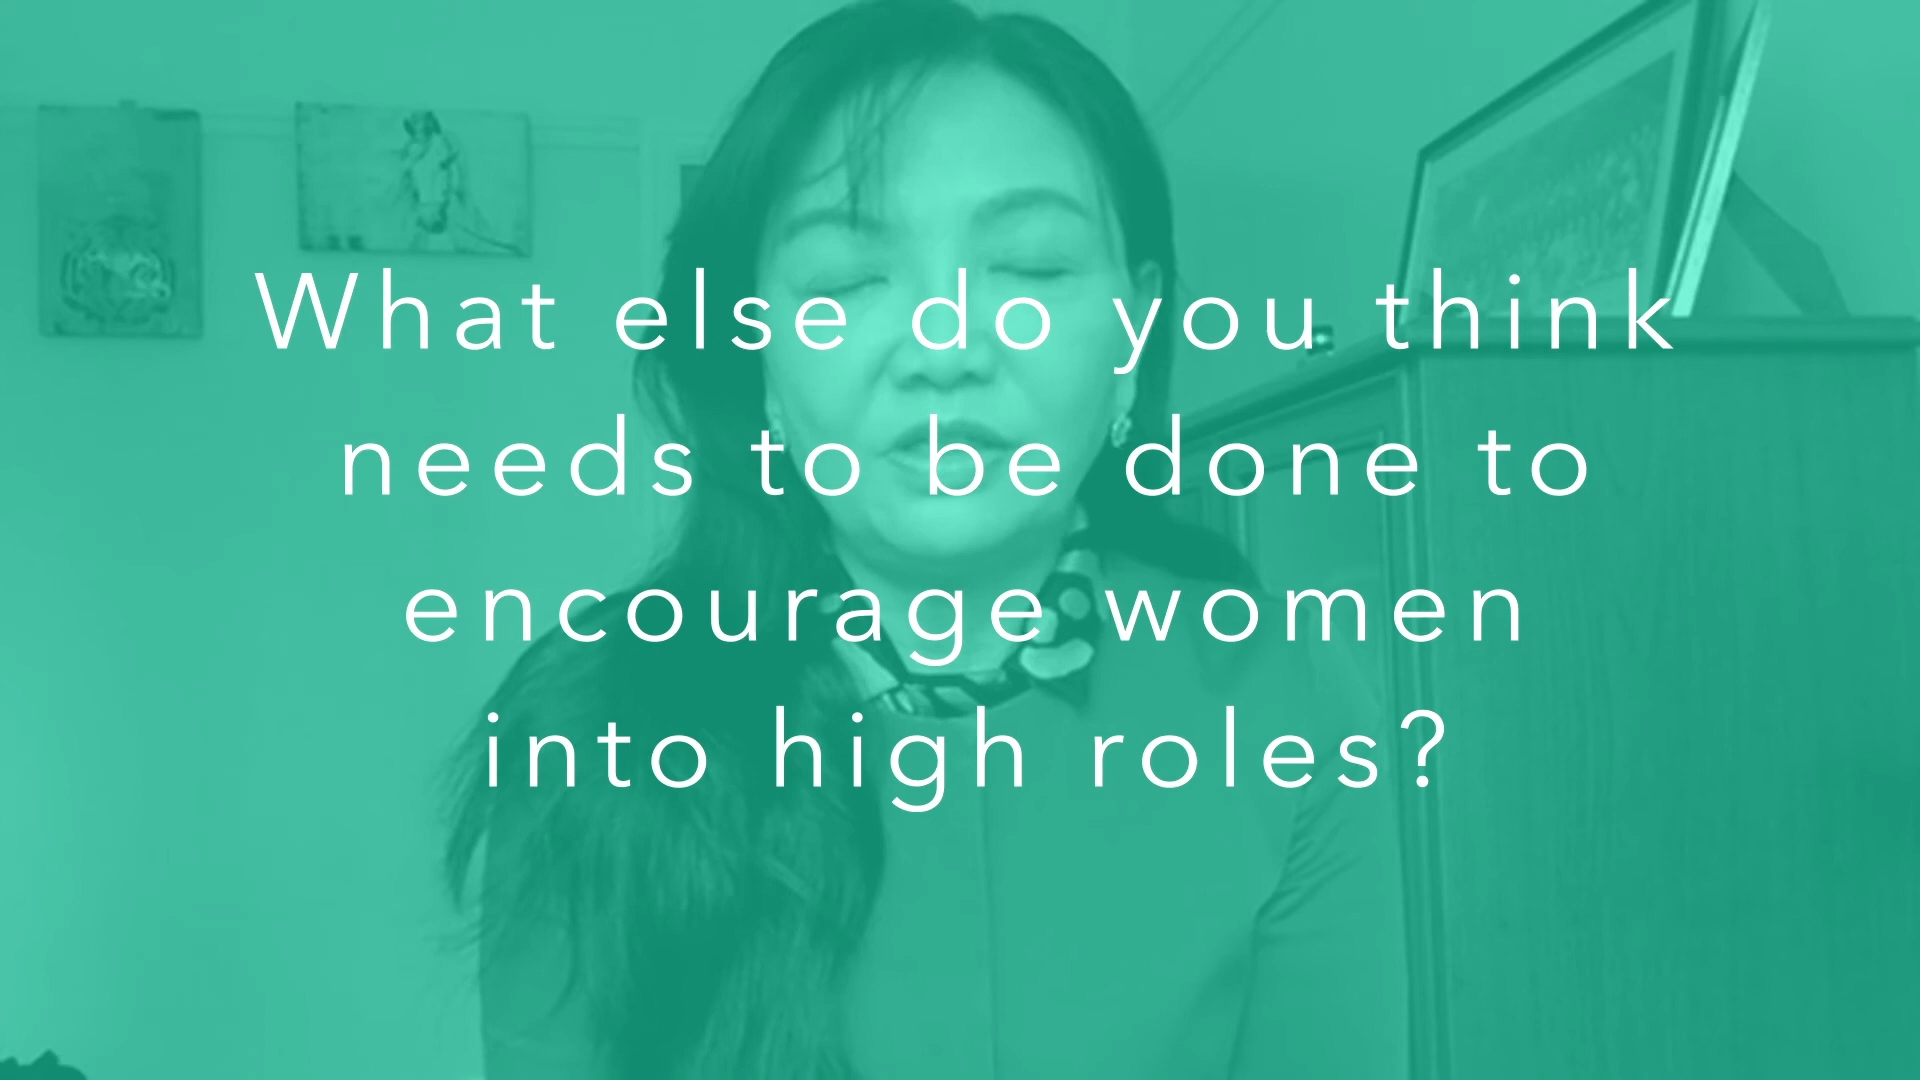 What else do you think
needs to be done to
encourage women
into high roles?